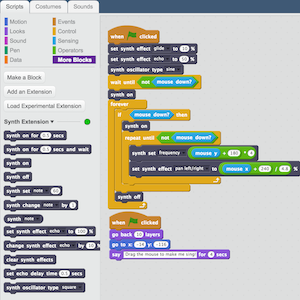 Scripts Costumes Sounds
Motion Events
Looks Control
Sound Sensing
Pen Operators
Data More Blocks
Make a Block
Add an Extension
Load Experimental Extension
Synth Extension
synth on for 0.5 secs
synth on for 0.5 secs and wait
synth on
synth off
synth set note 60
synth change note by 1
synth note
set synth effect echo to 100 %
change synth effect echo by 10
clear synth effects
set echo delay time 0.5 secs
synth oscillator type square
when clicked
set synth effect glide to 10 %
set synth effect echo to 50 %
synth oscillator type sine
wait until not mouse down?
synth on
forever
if mouse down? then
synth on
repeat until not mouse down?
synth set frequency mouse y + 180 * 4
set synth effect pan left/right to mouse x + 240 / 4.8 %
synth off
when clicked
go back layers
go to x: y:
say Drag the mouse to make me sing! for secs